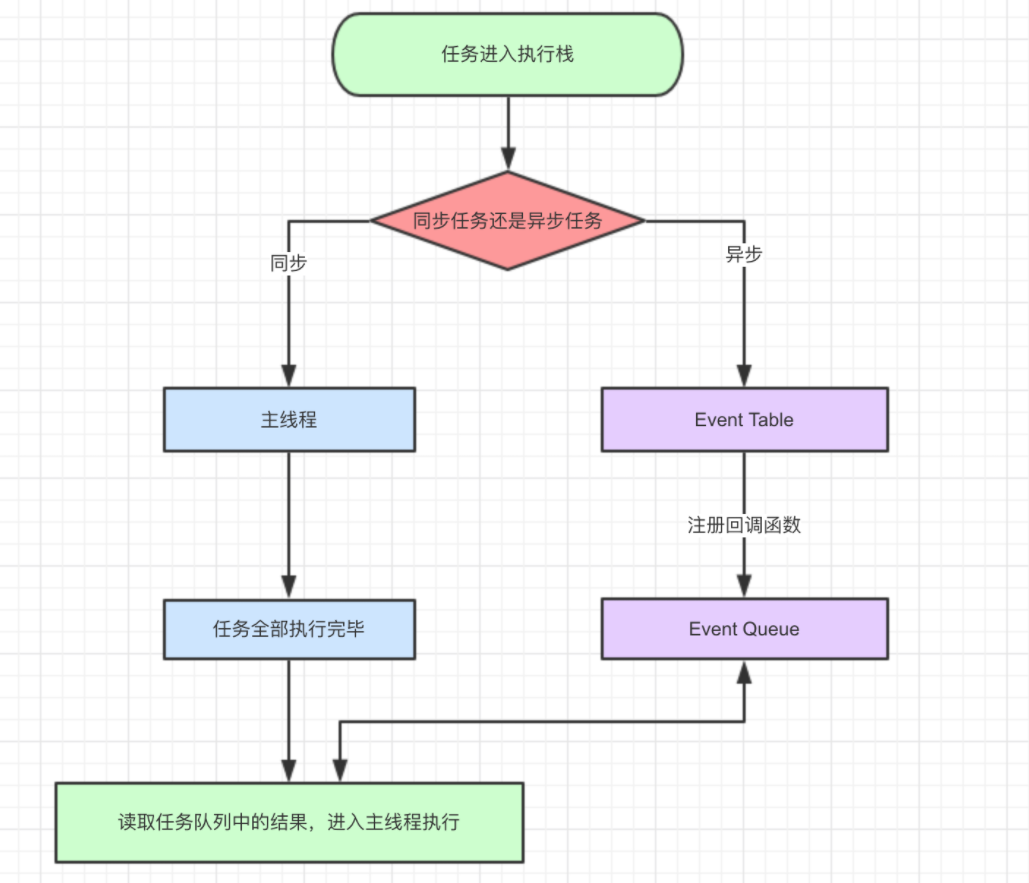 任务进入执行栈
同步任务还是异步任务
同步
异步
主线程
Event Table
注册回调函数
任务全部执行完毕
Event Queue
读取任务队列中的结果，进入主线程执行